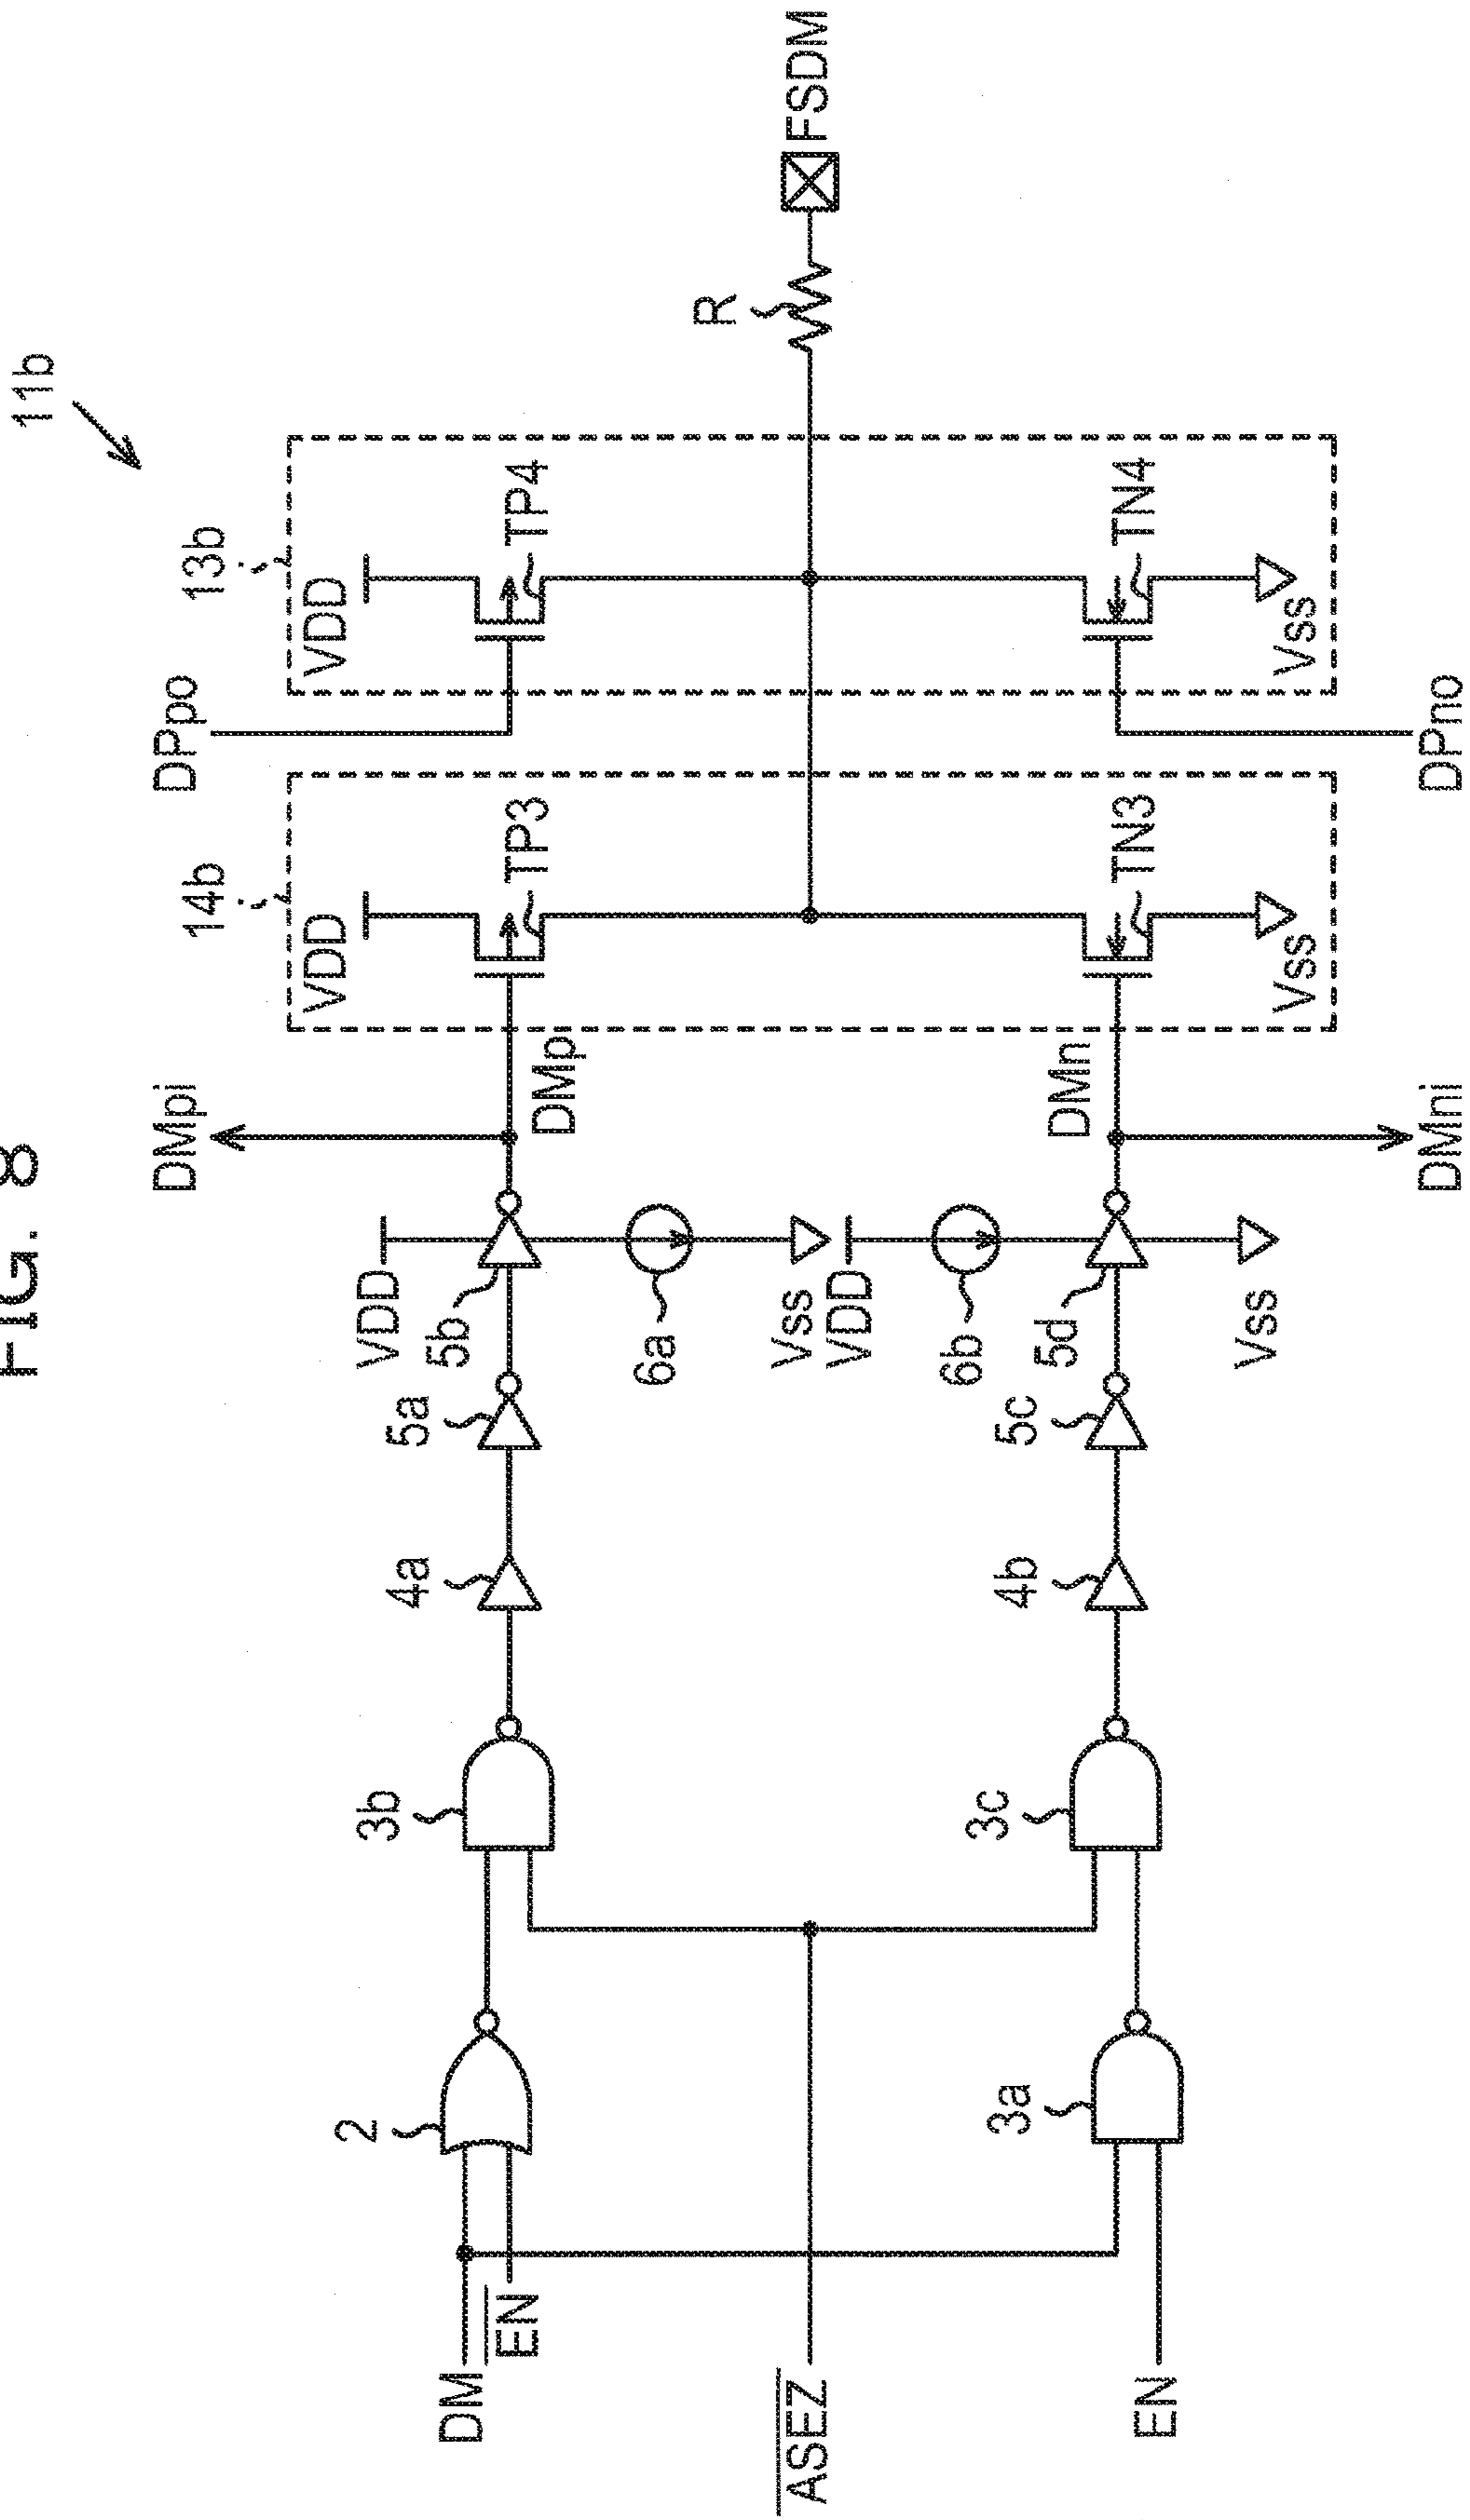 FIG. 8
11b
DMpi
DPpo
14b
13b
VDD
VDD
VDD
TP3
TP4
DMp
2
3b
4a
5a
5b
6a
Vss
DM
EN
ASEZ
R
FSDM
VDD
6b
DMn
TN3
TN4
3a
3c
4b
5c
5d
Vss
Vss
Vss
EN
DMni
DPno